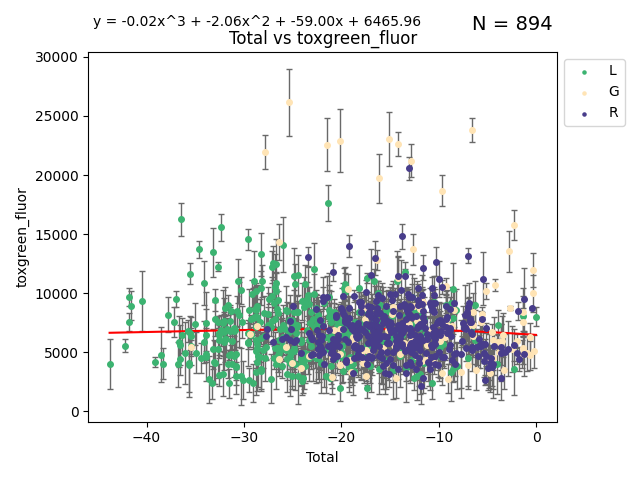 y = -0.02x^3 + -2.06x^2 + -59.00x + 6465.96
N = 894
Total vs toxgreen_fluor
30000
25000
20000
15000
10000
5000
0
toxgreen_fluor
−40
−30
−20
−10
0
Total
L
G
R